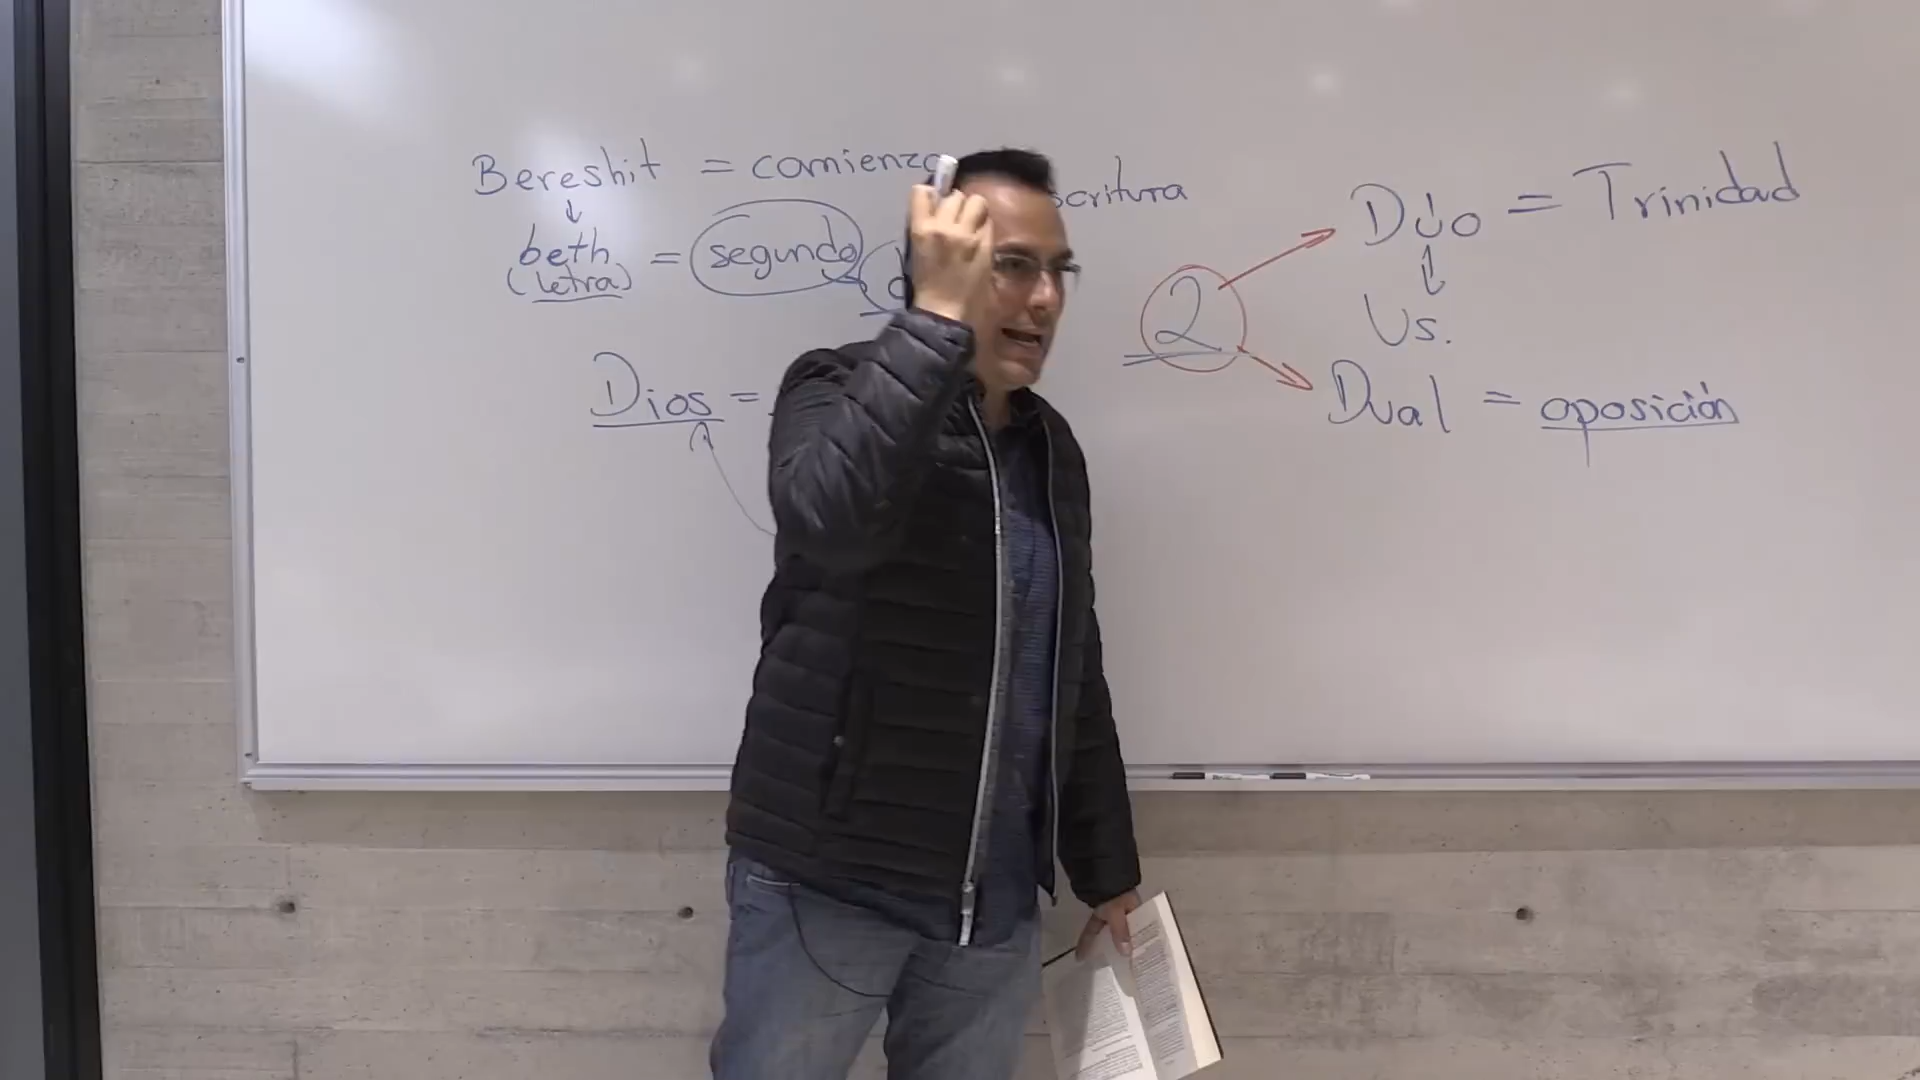 Bereshit = comienzo
beth = segundo
(letra)
Dios =
2
Dúo = Trinidad
Vs.
Dual = oposición